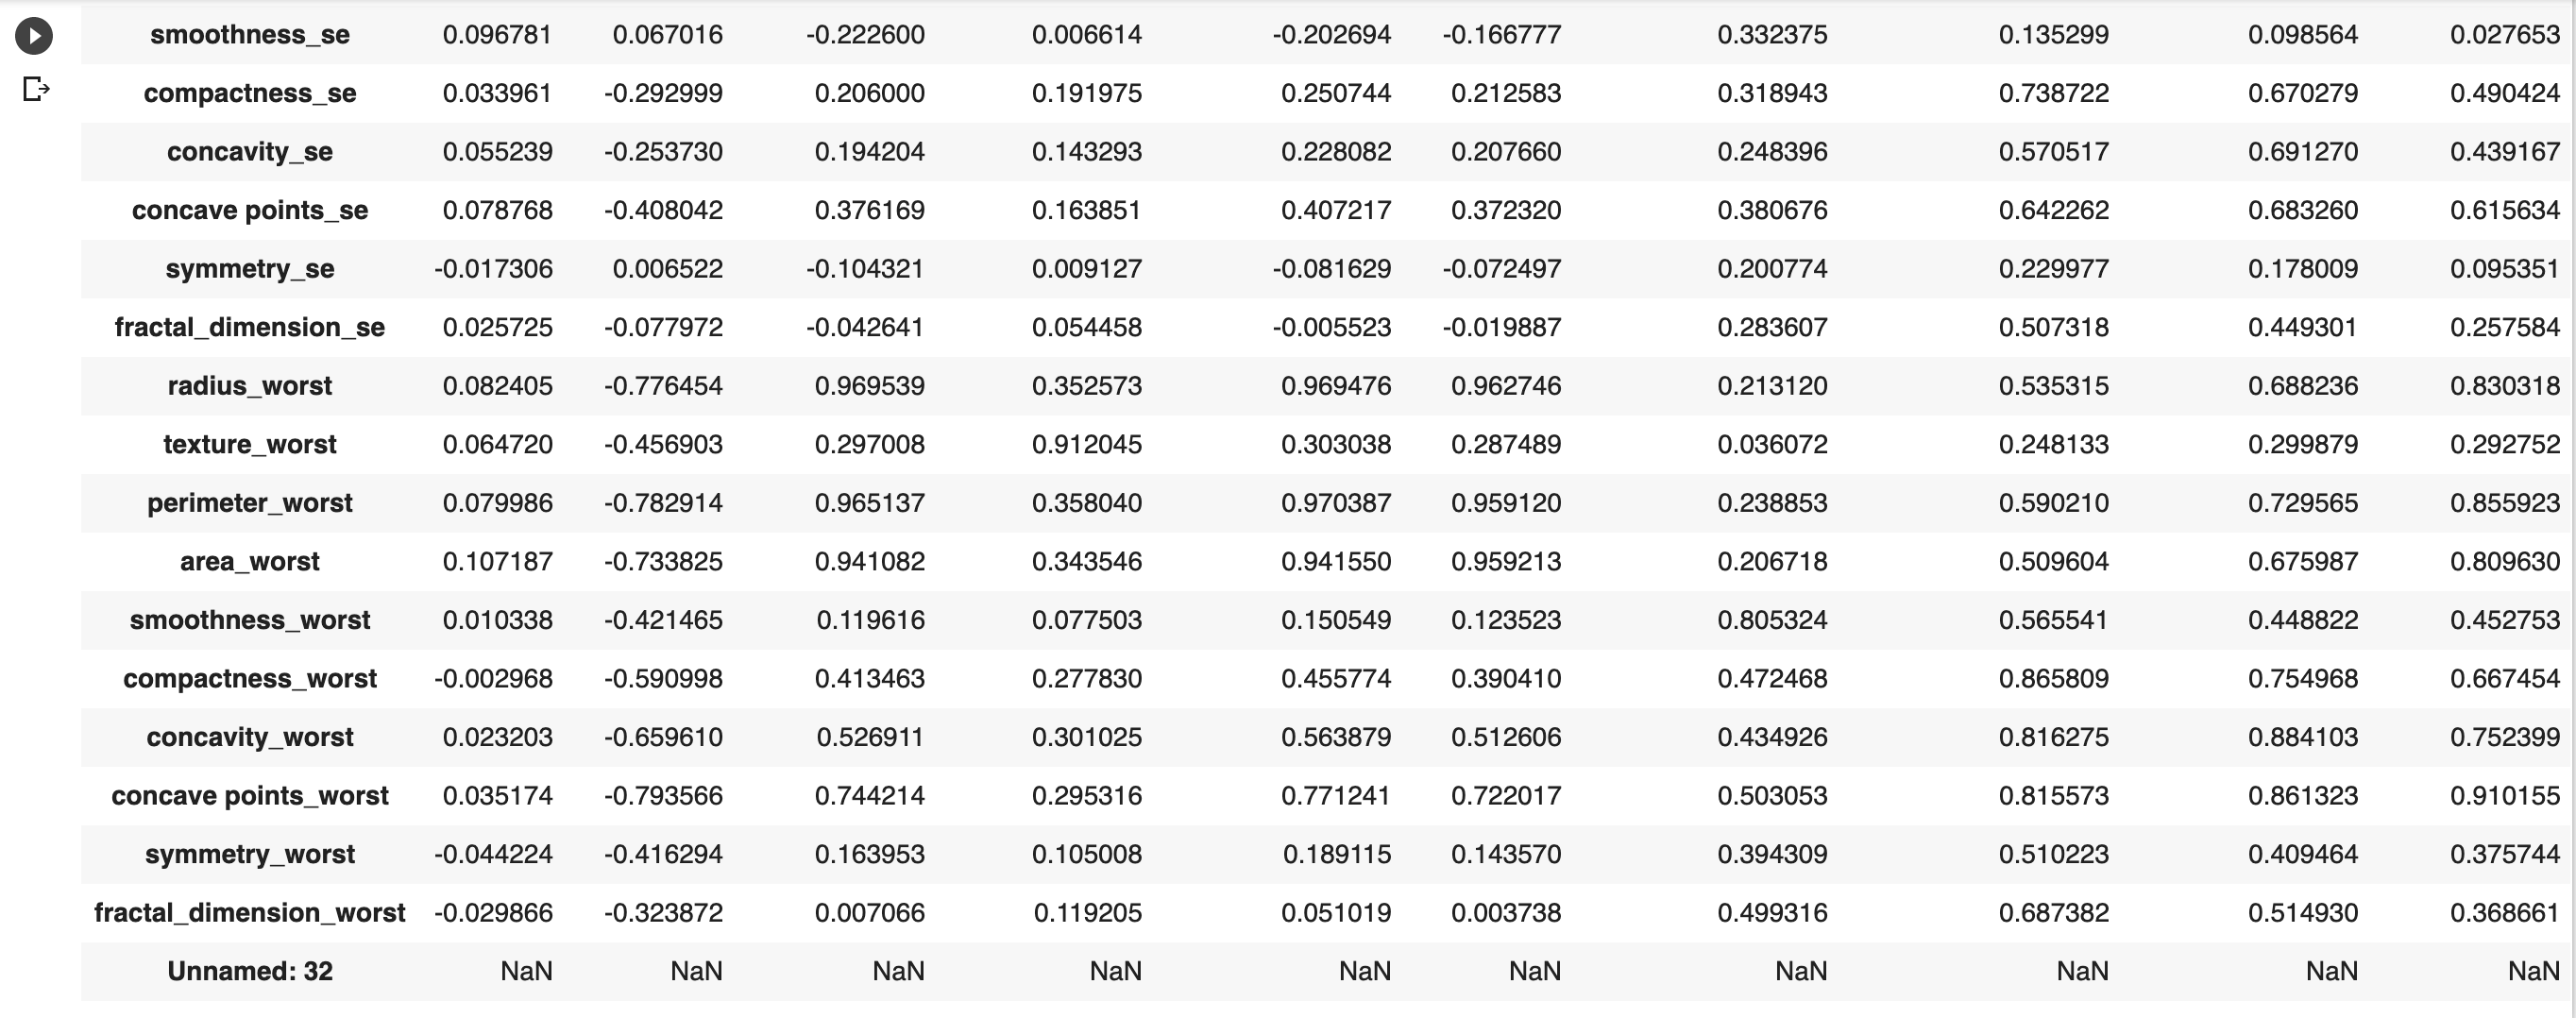 smoothness_se 0.096781 0.067016 -0.222600 0.006614 -0.202694 -0.166777 0.332375 0.135299 0.098564 0.027653
compactness_se 0.033961 -0.292999 0.206000 0.191975 0.250744 0.212583 0.318943 0.738722 0.670279 0.490424
concavity_se 0.055239 -0.253730 0.194204 0.143293 0.228082 0.207660 0.248396 0.570517 0.691270 0.439167
concave points_se 0.078768 -0.408042 0.376169 0.163851 0.407217 0.372320 0.380676 0.642262 0.683260 0.615634
symmetry_se -0.017306 0.006522 -0.104321 0.009127 -0.081629 -0.072497 0.200774 0.229977 0.178009 0.095351
fractal_dimension_se 0.025725 -0.077972 -0.042641 0.054458 -0.005523 -0.019887 0.283607 0.507318 0.449301 0.257584
radius_worst 0.082405 -0.776454 0.969539 0.352573 0.969476 0.962746 0.213120 0.535315 0.688236 0.830318
texture_worst 0.064720 -0.456903 0.297008 0.912045 0.303038 0.287489 0.036072 0.248133 0.299879 0.292752
perimeter_worst 0.079986 -0.782914 0.965137 0.358040 0.970387 0.959120 0.238853 0.590210 0.729565 0.855923
area_worst 0.107187 -0.733825 0.941082 0.343546 0.941550 0.959213 0.206718 0.509604 0.675987 0.809630
smoothness_worst 0.010338 -0.421465 0.119616 0.077503 0.150549 0.123523 0.805324 0.565541 0.448822 0.452753
compactness_worst -0.002968 -0.590998 0.413463 0.277830 0.455774 0.390410 0.472468 0.865809 0.754968 0.667454
concavity_worst 0.023203 -0.659610 0.526911 0.301025 0.563879 0.512606 0.434926 0.816275 0.884103 0.752399
concave points_worst 0.035174 -0.793566 0.744214 0.295316 0.771241 0.722017 0.503053 0.815573 0.861323 0.910155
symmetry_worst -0.044224 -0.416294 0.163953 0.105008 0.189115 0.143570 0.394309 0.510223 0.409464 0.375744
fractal_dimension_worst -0.029866 -0.323872 0.007066 0.119205 0.051019 0.003738 0.499316 0.687382 0.514930 0.368661
Unnamed: 32 NaN NaN NaN NaN NaN NaN NaN NaN NaN NaN